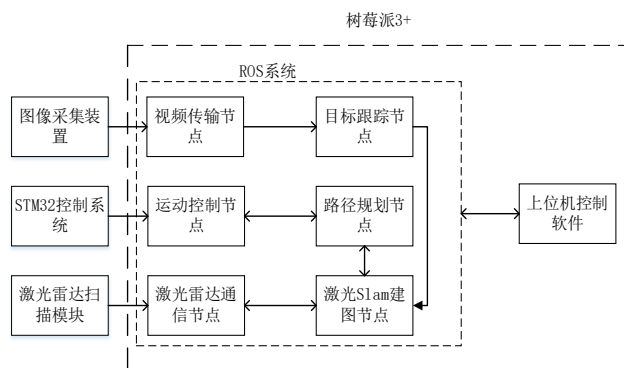 树莓派3+
ROS系统
图像采集装
置
视频传输节
点
目标跟踪节
点
STM32控制系
统
运动控制节
点
路径规划节
点
上位机控制
软件
激光雷达扫
描模块
激光雷达通
信节点
激光Slam建
图节点